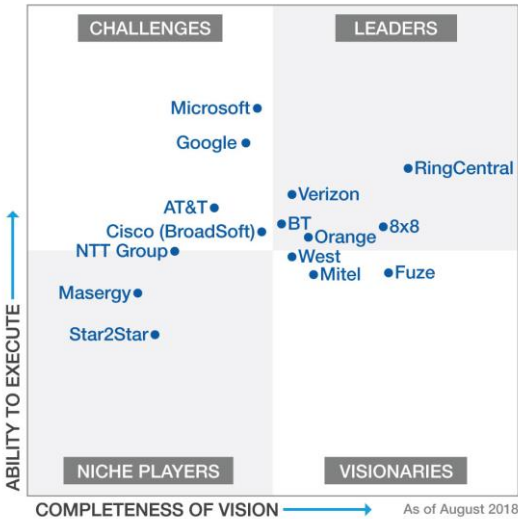 CHALLENGES
LEADERS
Microsoft
Google
RingCentral
Verizon
AT&T
BT
8x8
Cisco (BroadSoft)
Orange
NTT Group
West
Mitel
Fuze
Masergy
Star2Star
ABILITY TO EXECUTE
NICHE PLAYERS
VISIONARIES
COMPLETENESS OF VISION
As of August 2018